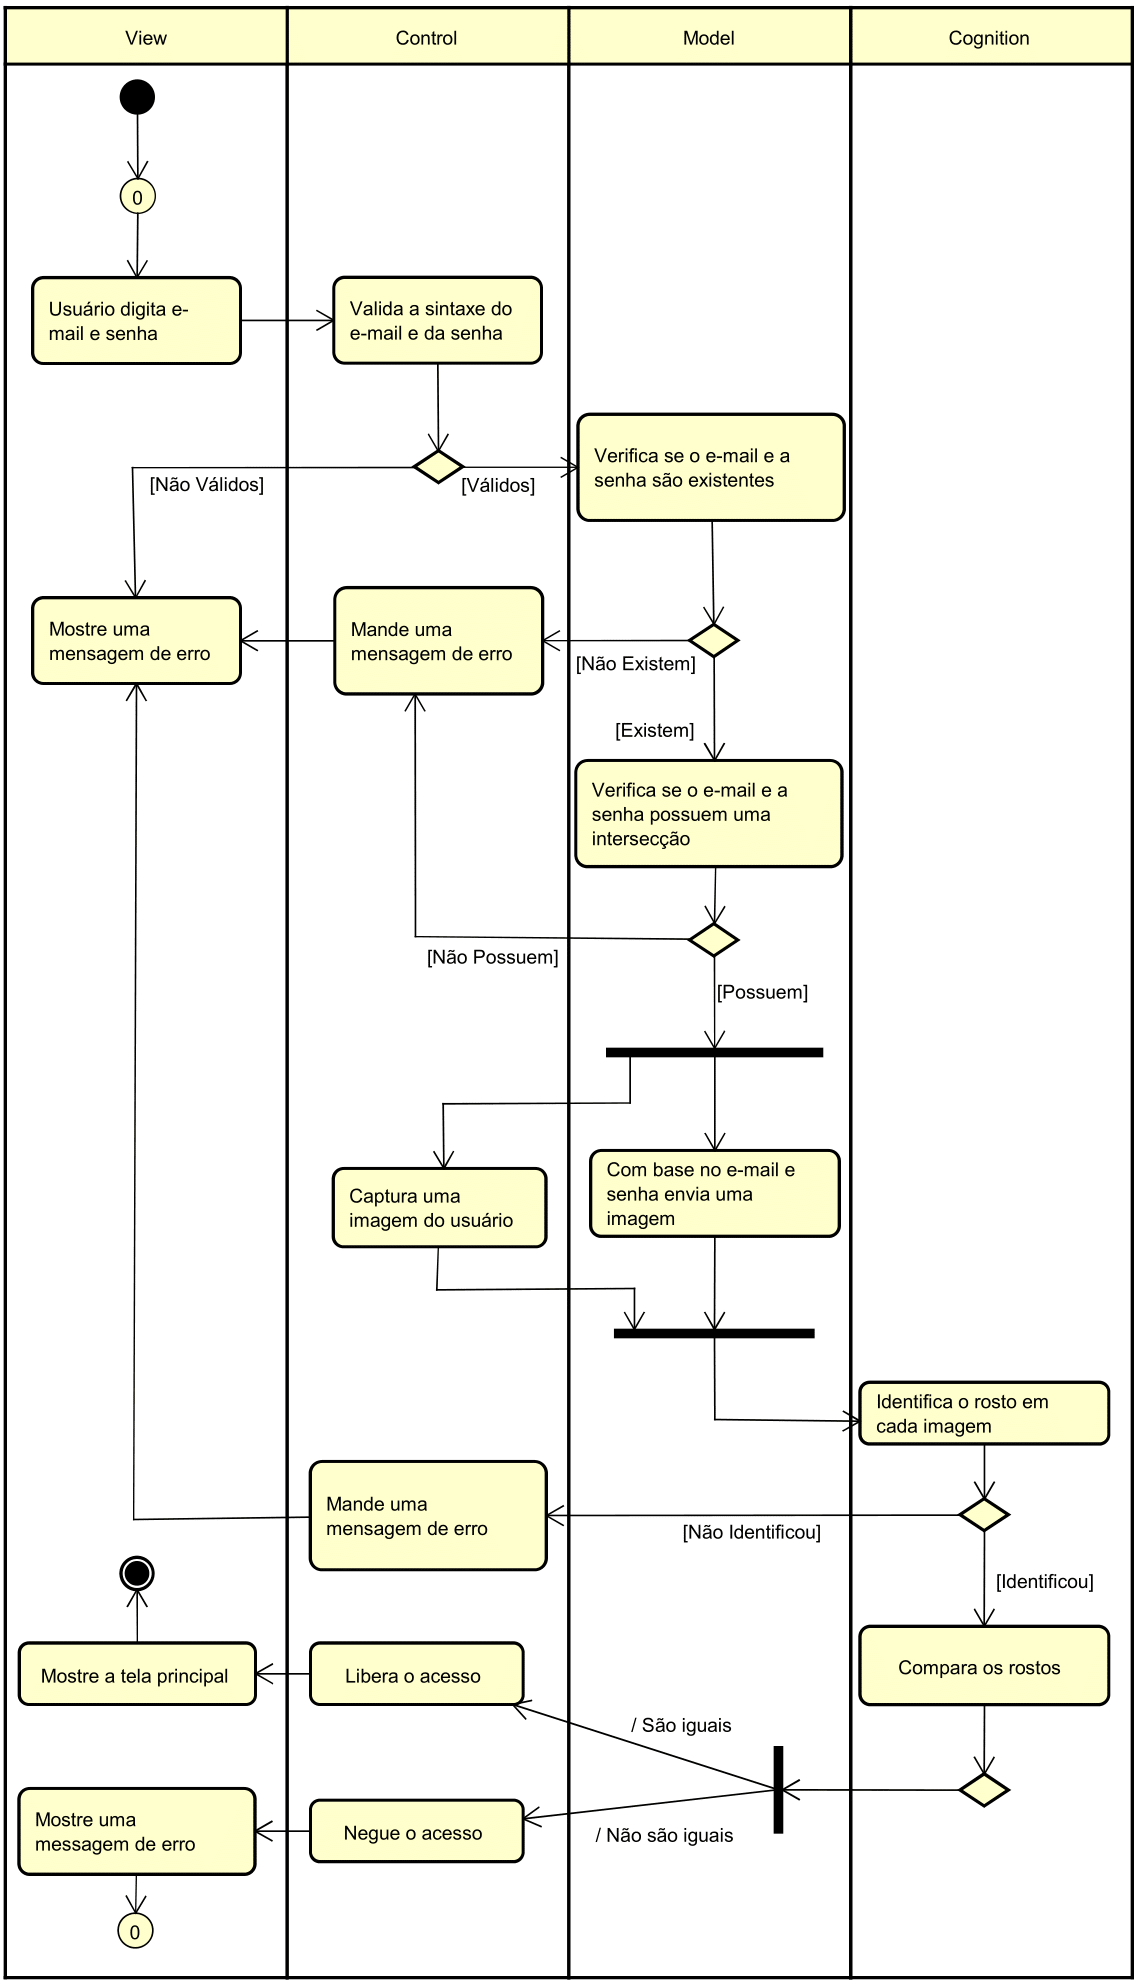 View
Control
Model
Cognition
0
Usuário digita e-
mail e senha
Valida a sintaxe do
e-mail e da senha
Verifica se o e-mail e a
senha são existentes
[Não Válidos]
[Válidos]
Mostre uma
mensagem de erro
Mande uma
mensagem de erro
[Não Existem]
[Existem]
Verifica se o e-mail e a
senha possuem uma
intersecção
[Não Possuem]
[Possuem]
Captura uma
imagem do usuário
Com base no e-mail e
senha envia uma
imagem
Identifica o rosto em
cada imagem
Mande uma
mensagem de erro
[Não Identificou]
[Identificou]
Mostre a tela principal
Libera o acesso
Compara os rostos
/ São iguais
Mostre uma
messagem de erro
Negue o acesso
/ Não são iguais
0